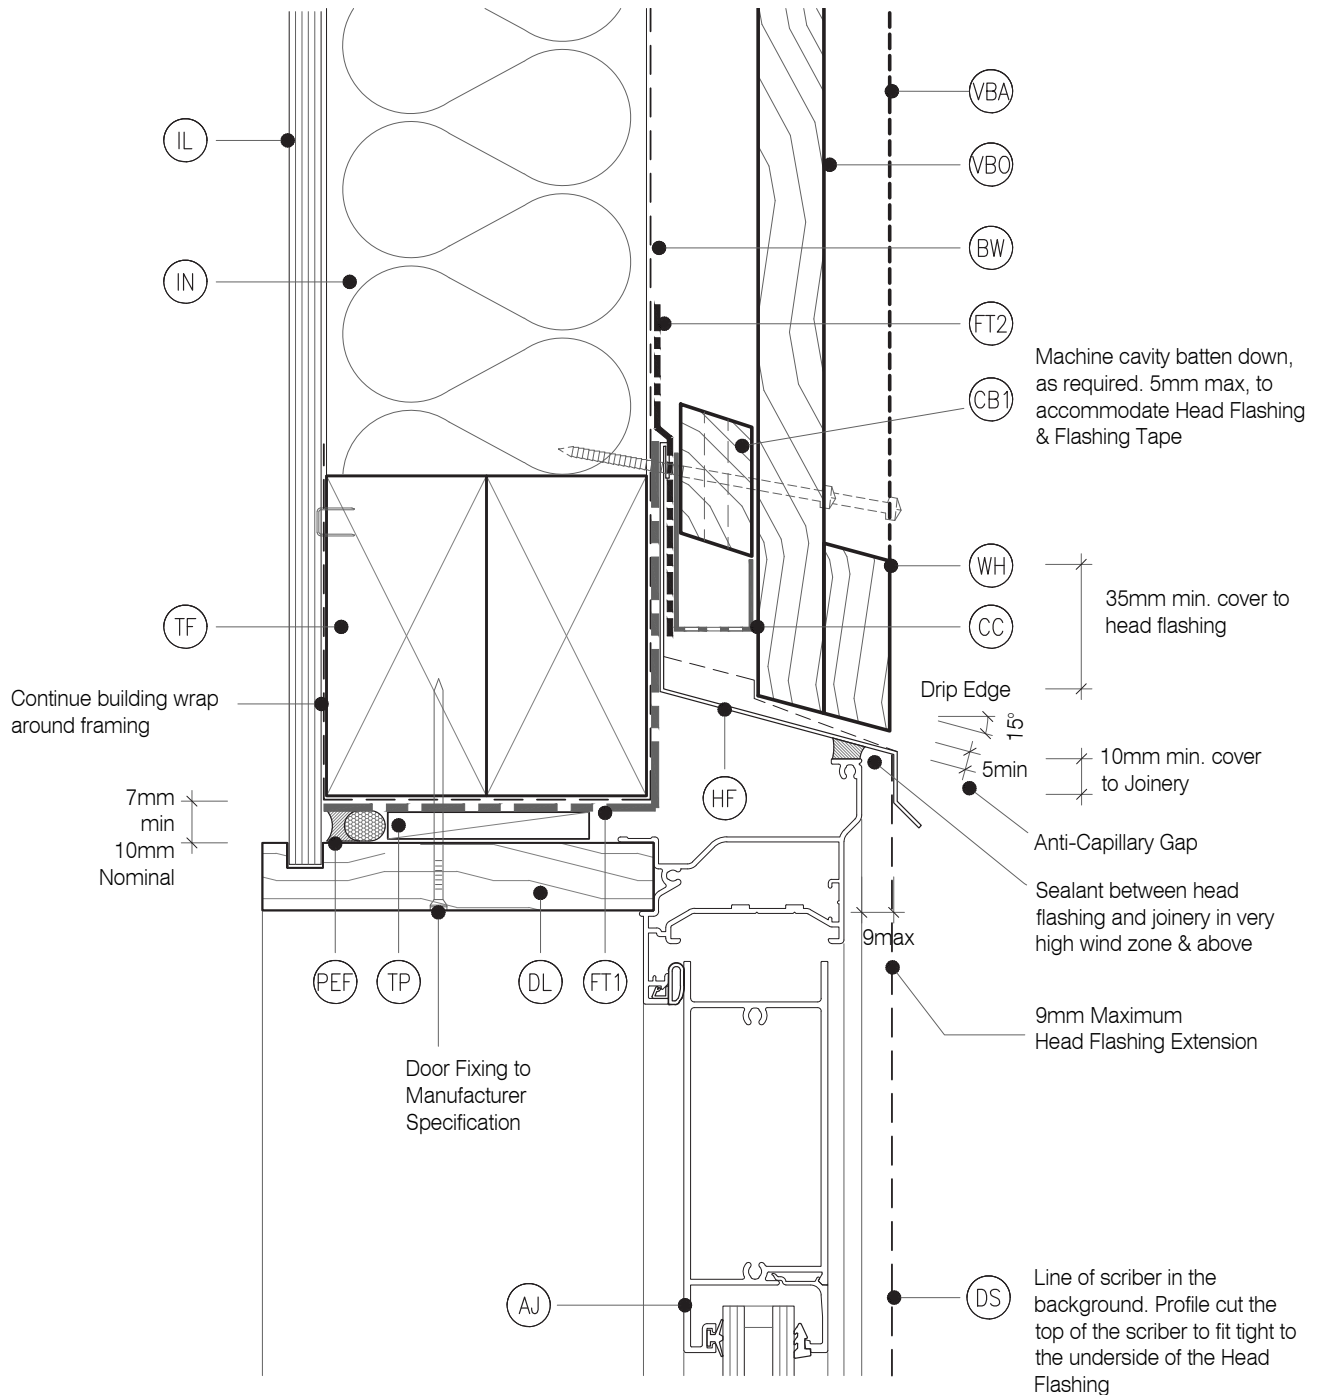 VBA
IL
VBO
BW
IN
FT2
Machine cavity batten down,
as required. 5mm max, to
accommodate Head Flashing
& Flashing Tape
CB1
WH
35mm min. cover to
head flashing
TF
CC
Continue building wrap
around framing
Drip Edge
15°
5min
10mm min. cover
to Joinery
7mm
min
10mm
Nominal
HF
Anti-Capillary Gap
Sealant between head
flashing and joinery in very
high wind zone & above
9max
PEF
TP
DL
FT1
9mm Maximum
Head Flashing Extension
Door Fixing to
Manufacturer
Specification
AJ
DS
Line of scriber in the
background. Profile cut the
top of the scriber to fit tight to
the underside of the Head
Flashing